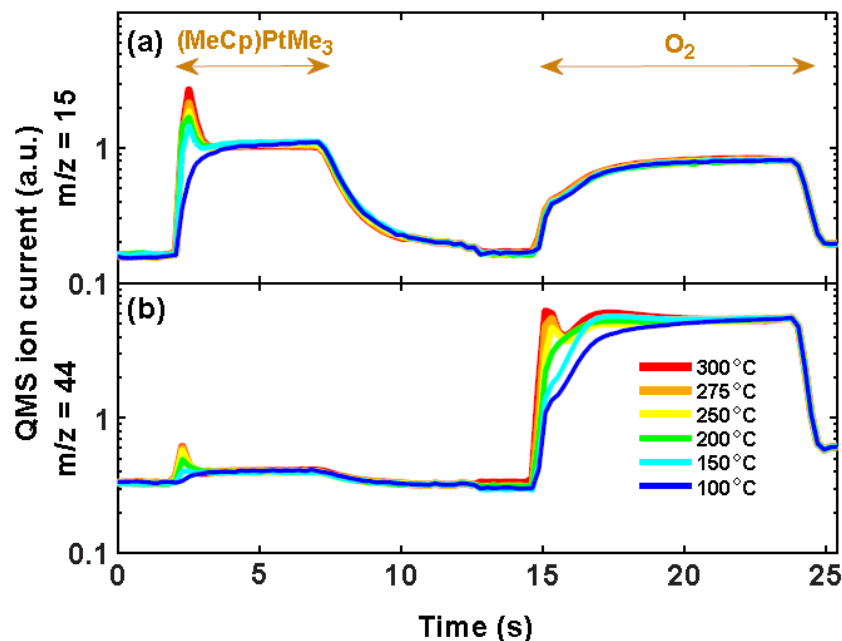 (a) (MeCp)PtMe₃ O₂
QMS ion current (a.u.)
m/z = 15
m/z = 44
1
0.1
(b)
1
0.1
300°C
275°C
250°C
200°C
150°C
100°C
0 5 10 15 20 25
Time (s)